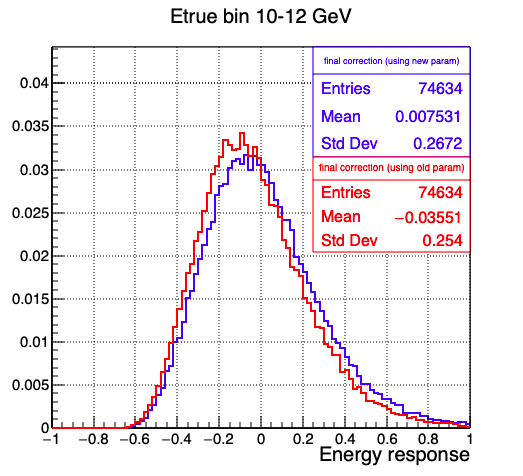 Etrue bin 10-12 GeV
final correction (using new param)
Entries 74634
Mean 0.007531
Std Dev 0.2672
final correction (using old param)
Entries 74634
Mean −0.03551
Std Dev 0.254
0.04
0.035
0.03
0.025
0.02
0.015
0.01
0.005
0
−1 −0.8 −0.6 −0.4 −0.2 0 0.2 0.4 0.6 0.8 1
Energy response